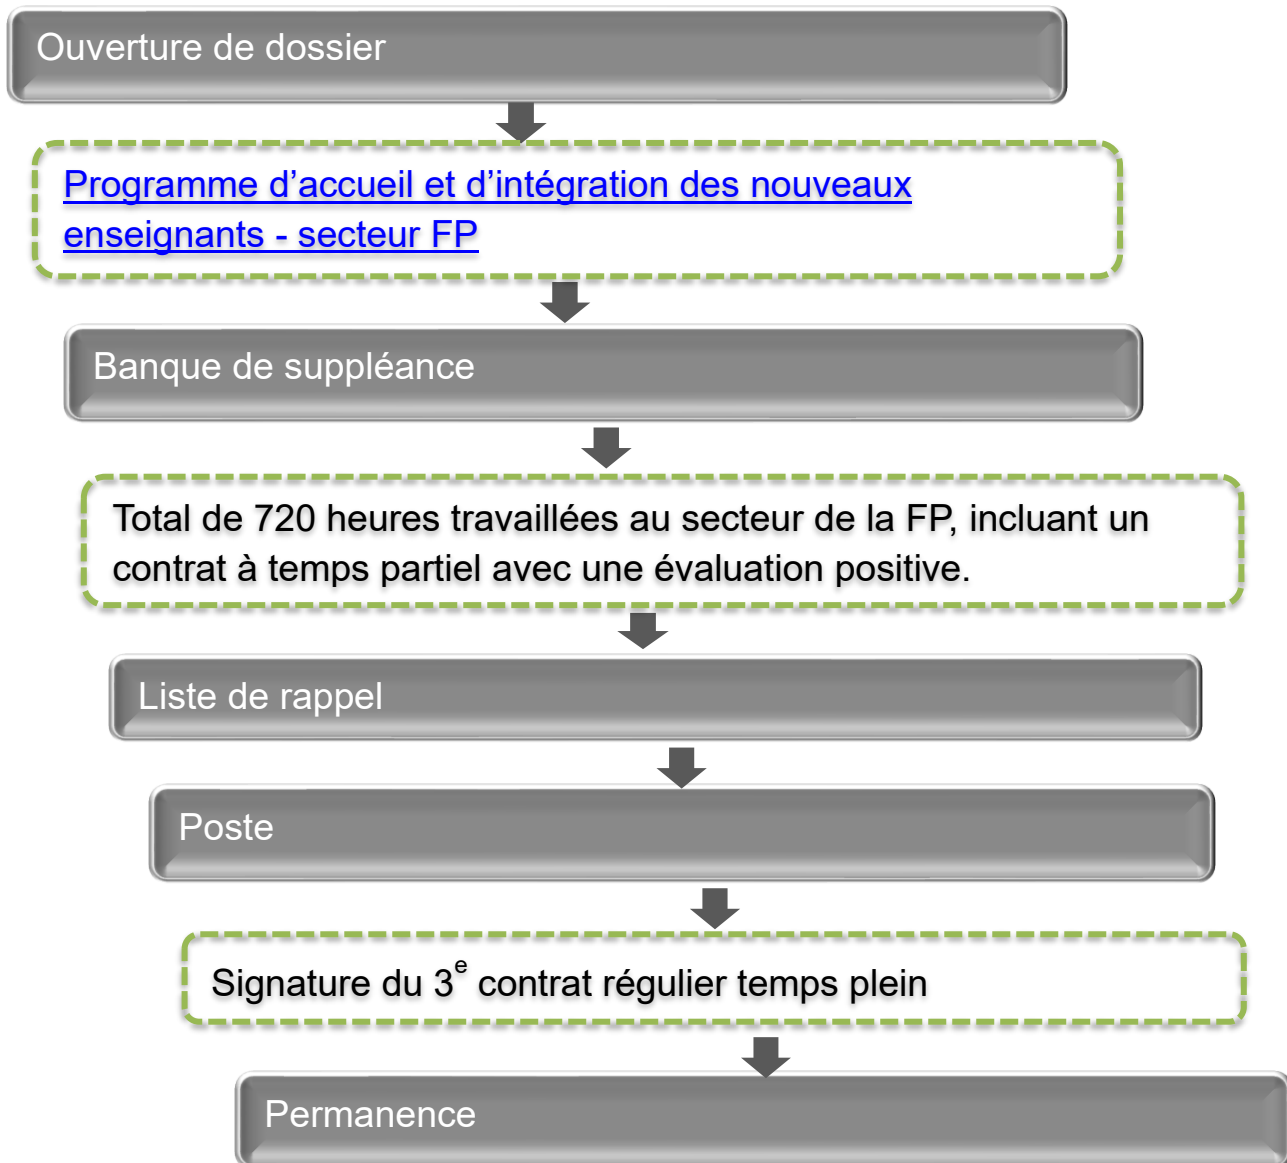 Ouverture de dossier
Programme d’accueil et d’intégration des nouveaux
enseignants - secteur FP
Banque de suppléance
Total de 720 heures travaillées au secteur de la FP, incluant un
contrat à temps partiel avec une évaluation positive.
Liste de rappel
Poste
Signature du 3e contrat régulier temps plein
Permanence